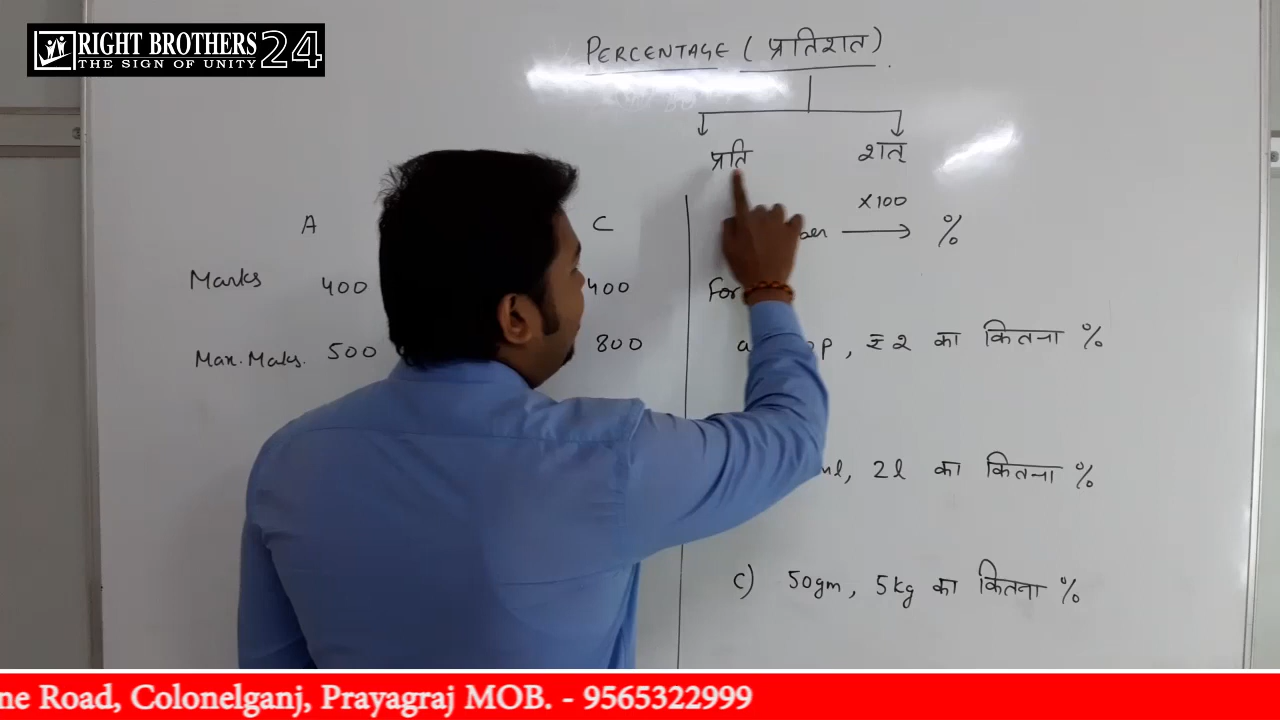 RIGHT BROTHERS 24
THE SIGN OF UNITY
PERCENTAGE (प्रतिशत)
प्रति शत्
×100
%
A C
Marks 400 400
Max. Maks. 500 800
For
a p, ₹2 का कितना %
ml, 2l का कितना %
c) 50gm, 5kg का कितना %
ne Road, Colonelganj, Prayagraj MOB. - 9565322999